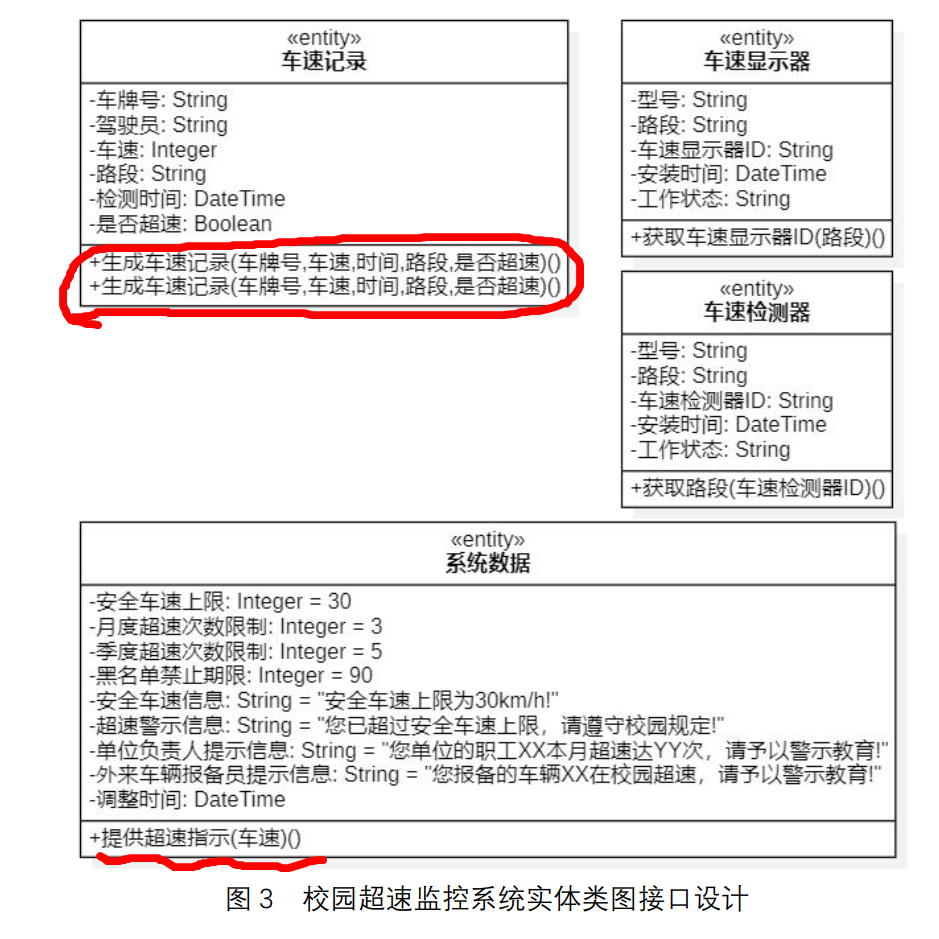 «entity»
车速记录
-车牌号: String
-驾驶员: String
-车速: Integer
-路段: String
-检测时间: DateTime
-是否超速: Boolean
+生成车速记录(车牌号,车速,时间,路段,是否超速)()
+生成车速记录(车牌号,车速,时间,路段,是否超速)()
«entity»
车速显示器
-型号: String
-路段: String
-车速显示器ID: String
-安装时间: DateTime
-工作状态: String
+获取车速显示器ID(路段)()
«entity»
车速检测器
-型号: String
-路段: String
-车速检测器ID: String
-安装时间: DateTime
-工作状态: String
+获取路段(车速检测器ID)()
«entity»
系统数据
-安全车速上限: Integer = 30
-月度超速次数限制: Integer = 3
-季度超速次数限制: Integer = 5
-黑名单禁止期限: Integer = 90
-安全车速信息: String = "安全车速上限为30km/h!"
-超速警示信息: String = "您已超过安全车速上限，请遵守校园规定!"
-单位负责人提示信息: String = "您单位的职工XX本月超速达YY次，请予以警示教育!"
-外来车辆报备员提示信息: String = "您报备的车辆XX在校园超速，请予以警示教育!"
-调整时间: DateTime
+提供超速指示(车速)()
图 3 校园超速监控系统实体类图接口设计